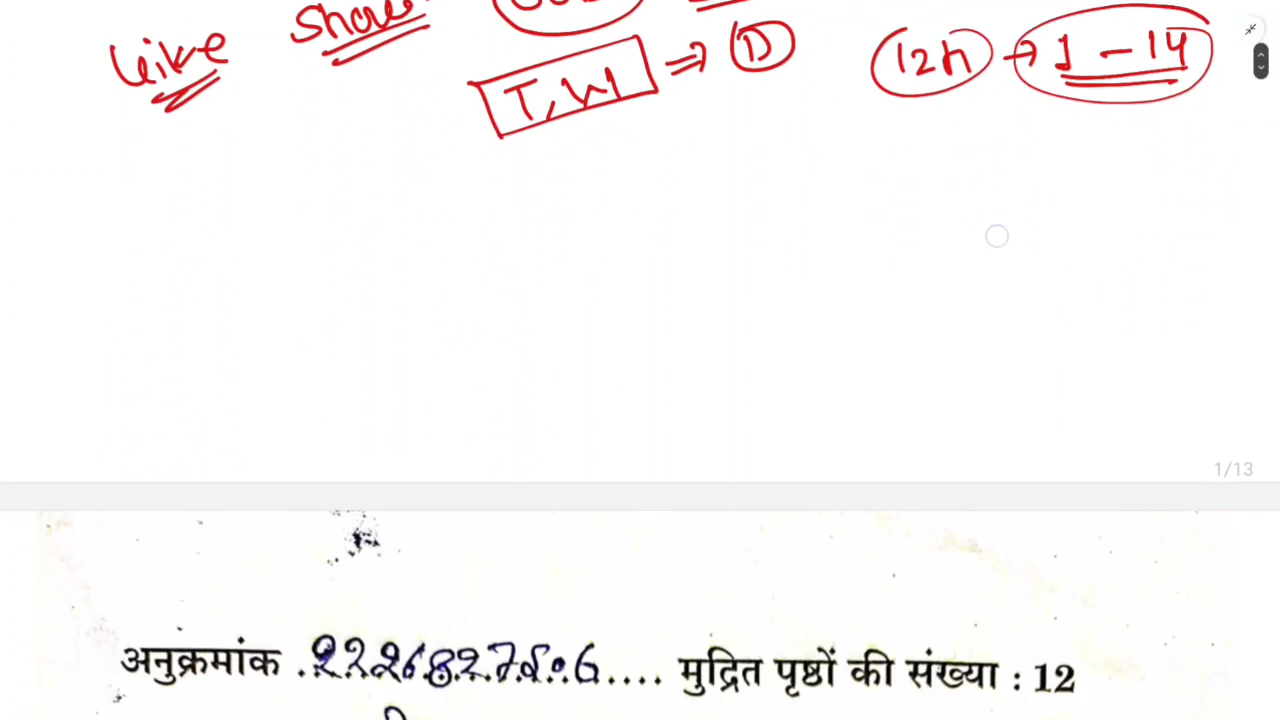 Like Share
T, W ⇒ D
12th → 1 - 14
1/13
अनुक्रमांक .............. मुद्रित पृष्ठों की संख्या : 12